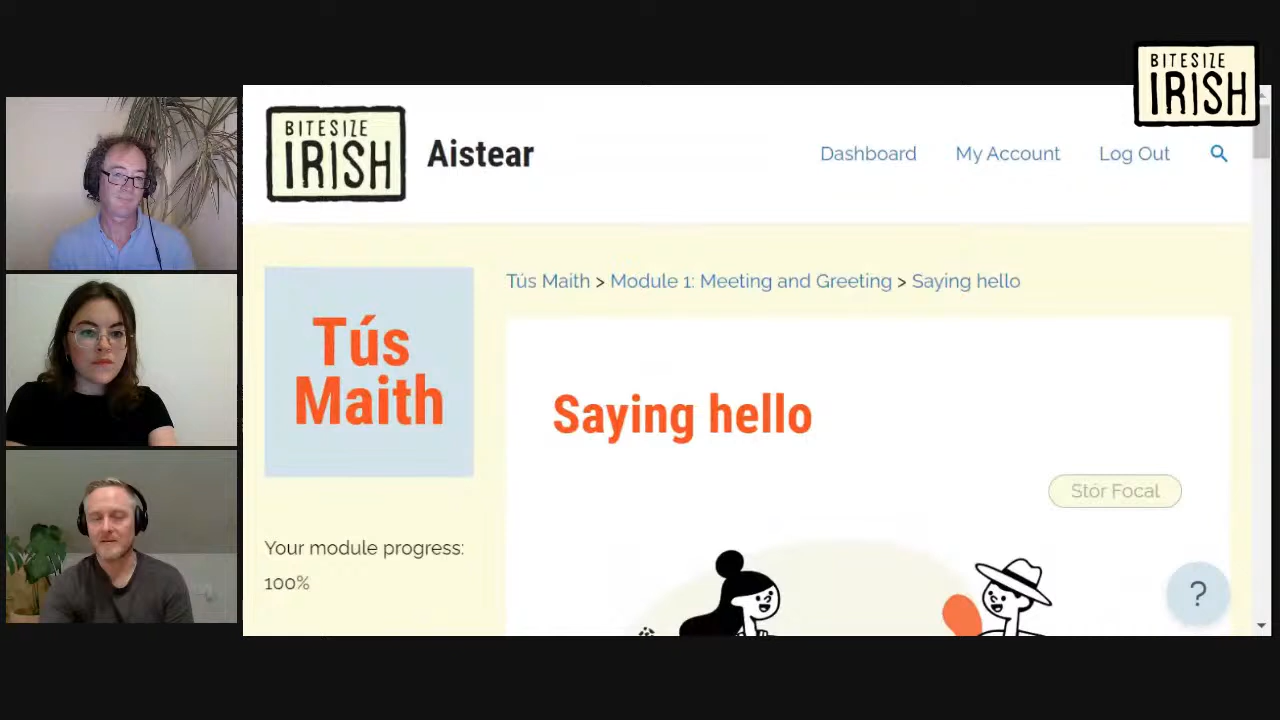 BITESIZE
IRISH
BITESIZE
IRISH
Aistear
Dashboard
My Account
Log Out
Tús
Maith
Tús Maith > Module 1: Meeting and Greeting > Saying hello
Saying hello
Stór Focal
Your module progress:
100%
?